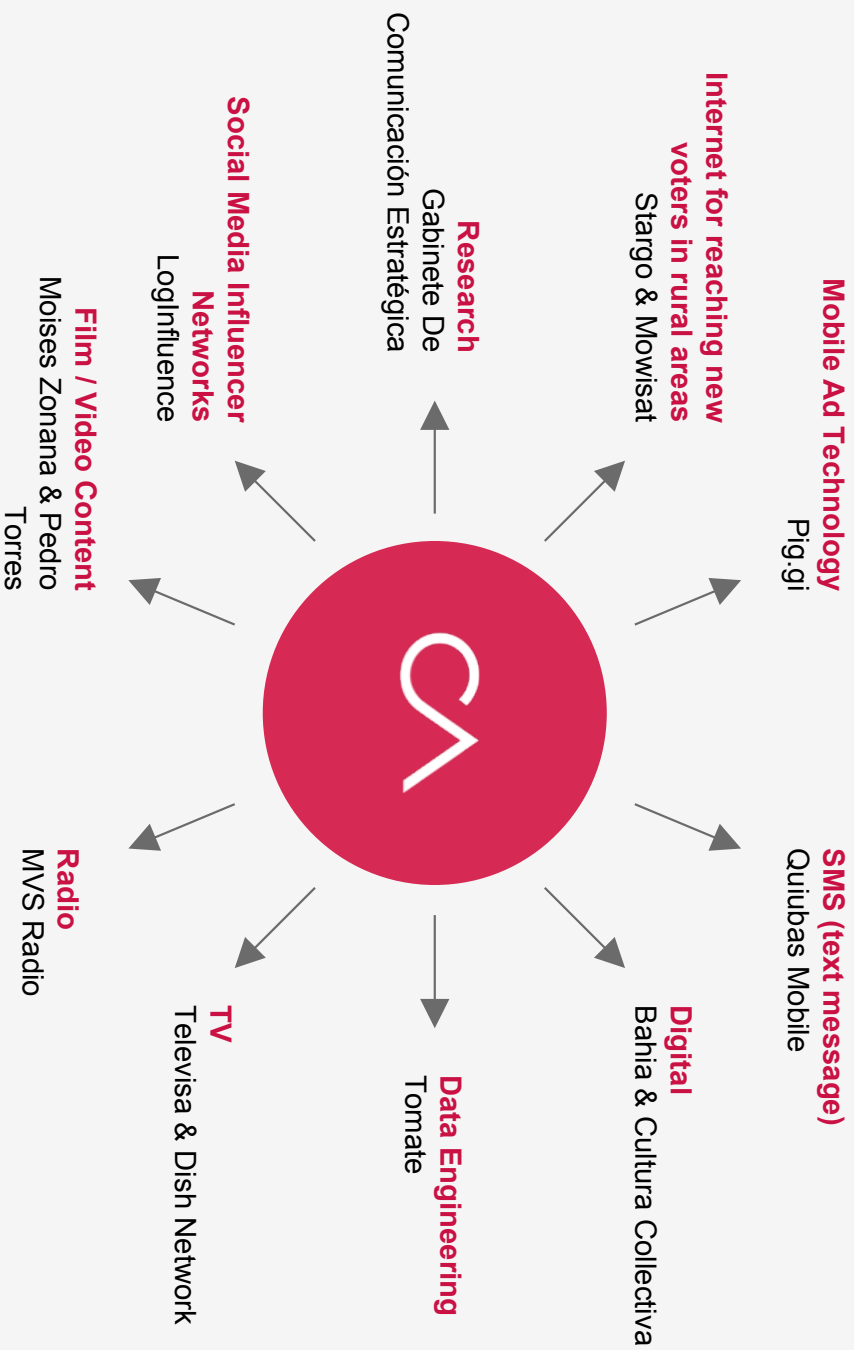 Mobile Ad Technology
Pig.gi
SMS (text message)
Quiubas Mobile
Internet for reaching new
voters in rural areas
Stargo & Mowisat
Digital
Bahia & Cultura Collectiva
Research
Gabinete De
Comunicación Estratégica
Data Engineering
Tomate
Social Media Influencer
Networks
LogInfluence
TV
Televisa & Dish Network
Film / Video Content
Moises Zonana & Pedro
Torres
Radio
MVS Radio